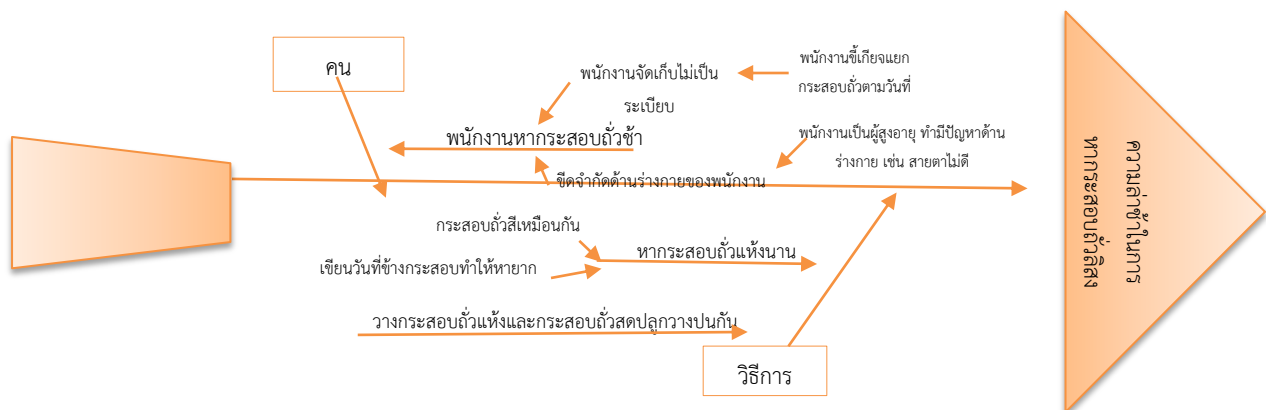 คน
พนักงานจัดเก็บไม่เป็น
ระเบียบ
พนักงานขี้เกียจแยก
กระสอบถั่วตามวันที่
พนักงานหากระสอบถั่วช้า
พนักงานเป็นผู้สูงอายุ ทำมีปัญหาด้าน
ร่างกาย เช่น สายตาไม่ดี
ขีดจำกัดด้านร่างกายของพนักงาน
กระสอบถั่วสีเหมือนกัน
หากระสอบถั่วแห้งนาน
เขียนวันที่ข้างกระสอบทำให้หายาก
วางกระสอบถั่วแห้งและกระสอบถั่วสดปลูกวางปนกัน
วิธีการ
ความล่าช้าในการ
หากระสอบถั่วลิสง